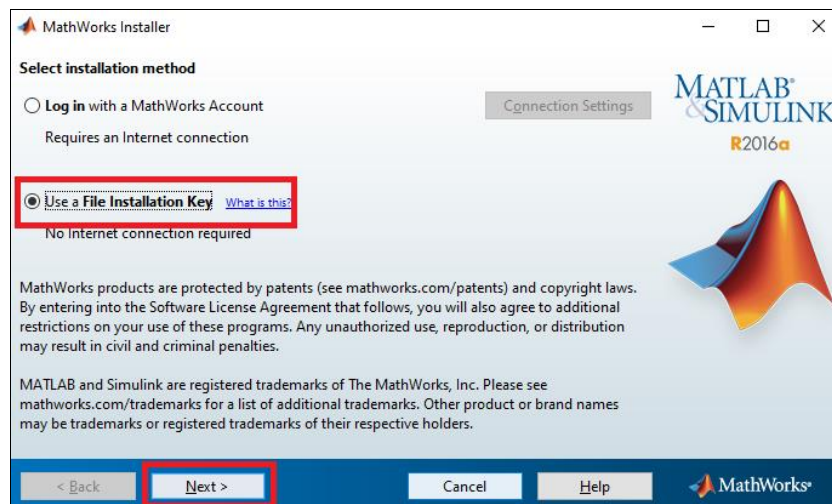 MathWorks Installer
Select installation method
Log in with a MathWorks Account
Connection Settings
Requires an Internet connection
Use a File Installation Key What is this?
No Internet connection required
MathWorks products are protected by patents (see mathworks.com/patents) and copyright laws.
By entering into the Software License Agreement that follows, you will also agree to additional
restrictions on your use of these programs. Any unauthorized use, reproduction, or distribution
may result in civil and criminal penalties.
MATLAB and Simulink are registered trademarks of The MathWorks, Inc. Please see
mathworks.com/trademarks for a list of additional trademarks. Other product or brand names
may be trademarks or registered trademarks of their respective holders.
MATLAB®
&SIMULINK
R2016a
< Back
Next >
Cancel
Help
MathWorks®